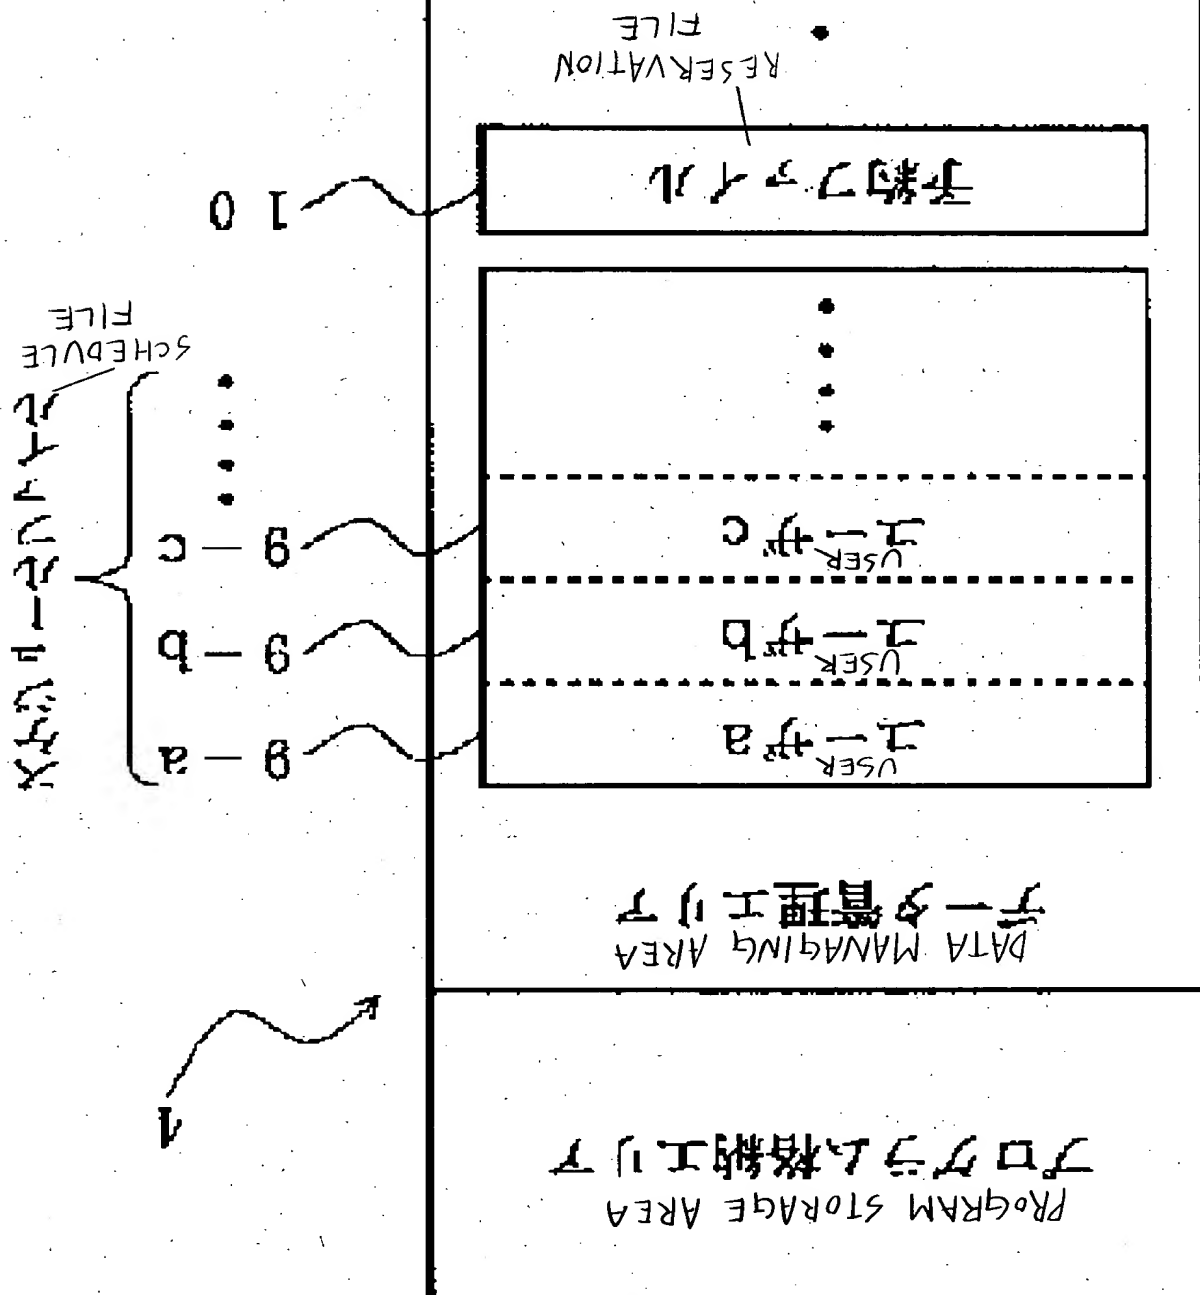 PROGRAM STORAGE AREA
プログラム格納エリア
1
DATA MANAGING AREA
データ管理エリア
USER
ユーザa
9－a
USER
ユーザb
9－b
USER
ユーザc
9－c
スケジュールファイル
SCHEDULE
FILE
予約ファイル
10
RESERVATION
FILE